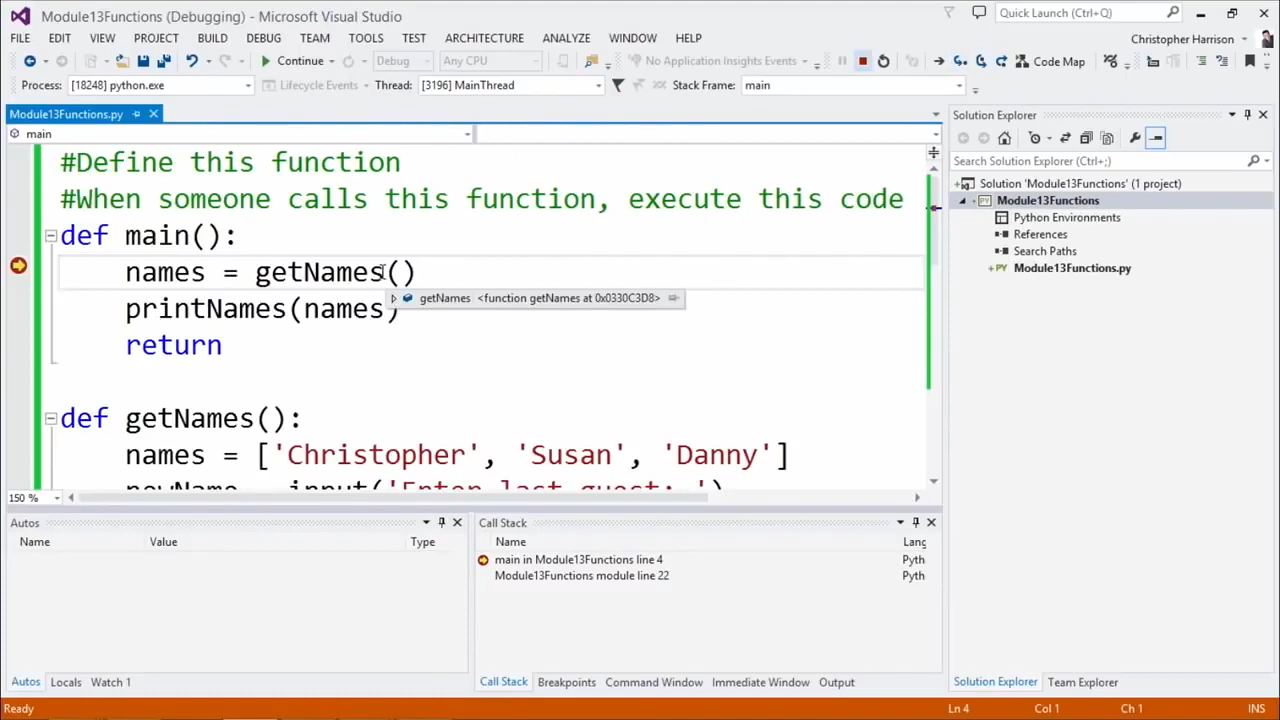 Module13Functions (Debugging) - Microsoft Visual Studio
Quick Launch (Ctrl+Q)
FILE EDIT VIEW PROJECT BUILD DEBUG TEAM TOOLS TEST ARCHITECTURE ANALYZE WINDOW HELP
Christopher Harrison
Continue Debug Any CPU No Application Insights Events Code Map
Process: [18248] python.exe Lifecycle Events Thread: [3196] MainThread Stack Frame: main
Module13Functions.py
main
#Define this function
#When someone calls this function, execute this code
def main():
names = getNames()
getNames <function getNames at 0x0330C3D8>
printNames(names)
return
def getNames():
names = ['Christopher', 'Susan', 'Danny']
newName = input('Enter last guest: ')
150 %
Solution Explorer
Search Solution Explorer (Ctrl+;)
Solution 'Module13Functions' (1 project)
Module13Functions
Python Environments
References
Search Paths
Module13Functions.py
Autos
Name Value Type
Call Stack
Name Lang
main in Module13Functions line 4 Pyth
Module13Functions module line 22 Pyth
Autos Locals Watch 1
Call Stack Breakpoints Command Window Immediate Window Output
Solution Explorer Team Explorer
Ready Ln 4 Col 1 Ch 1 INS